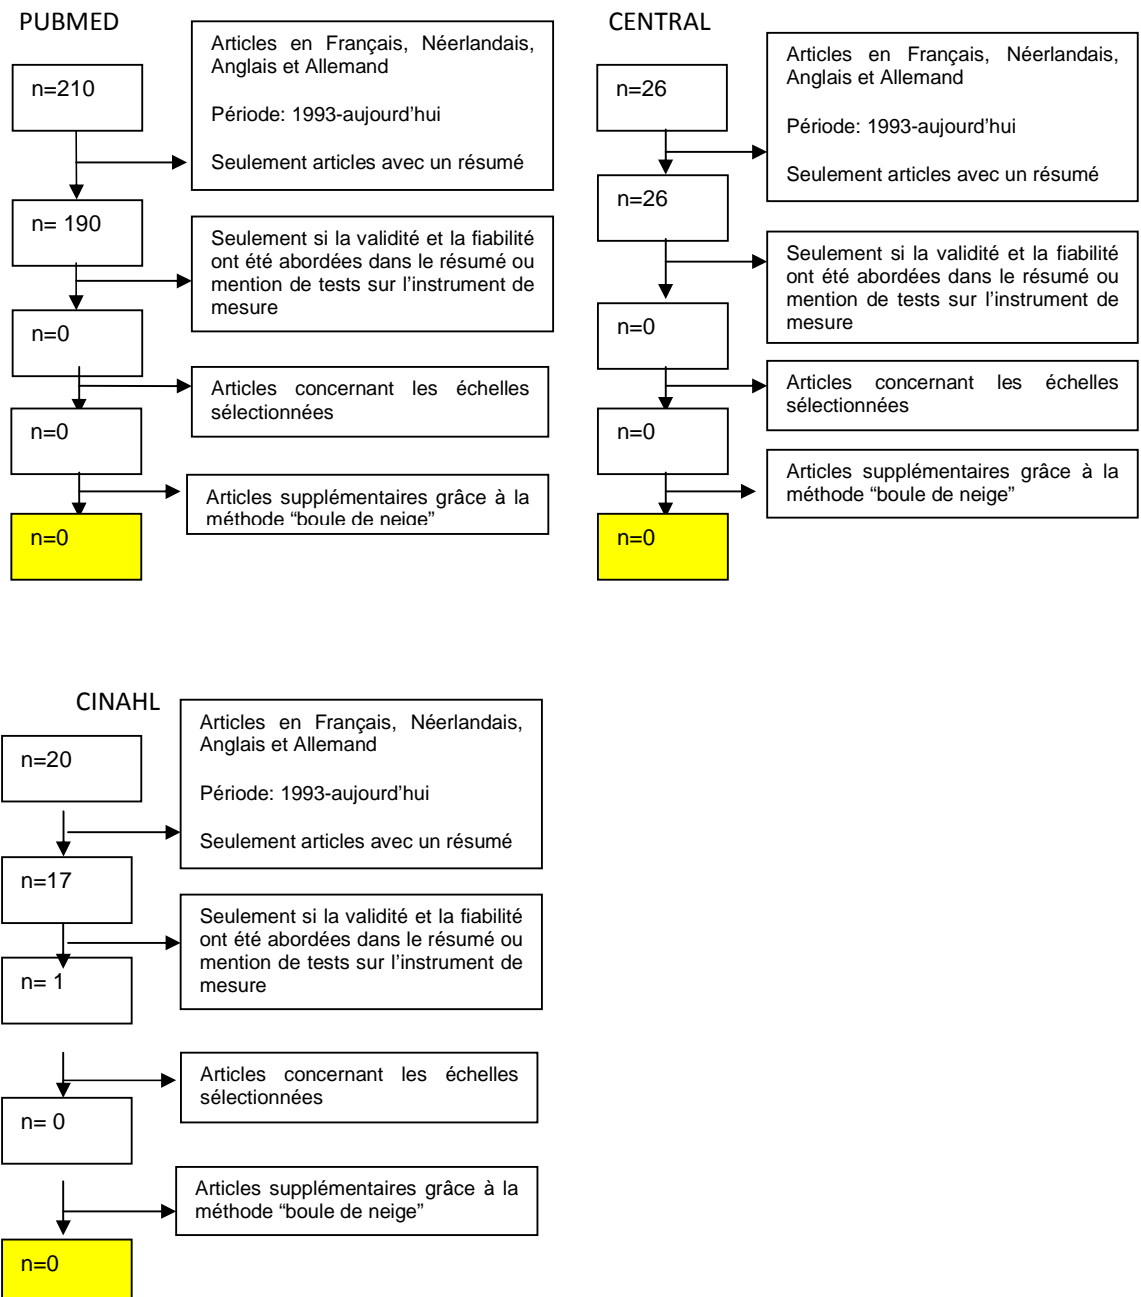 PUBMED
n=210
Articles en Français, Néerlandais,
Anglais et Allemand
Période: 1993-aujourd'hui
Seulement articles avec un résumé
n= 190
Seulement si la validité et la fiabilité
ont été abordées dans le résumé ou
mention de tests sur l'instrument de
mesure
n=0
Articles concernant les échelles
sélectionnées
n=0
Articles supplémentaires grâce à la
méthode "boule de neige"
n=0
CENTRAL
n=26
Articles en Français, Néerlandais,
Anglais et Allemand
Période: 1993-aujourd'hui
Seulement articles avec un résumé
n=26
Seulement si la validité et la fiabilité
ont été abordées dans le résumé ou
mention de tests sur l'instrument de
mesure
n=0
Articles concernant les échelles
sélectionnées
n=0
Articles supplémentaires grâce à la
méthode "boule de neige"
n=0
CINAHL
n=20
Articles en Français, Néerlandais,
Anglais et Allemand
Période: 1993-aujourd'hui
Seulement articles avec un résumé
n=17
Seulement si la validité et la fiabilité
ont été abordées dans le résumé ou
mention de tests sur l'instrument de
mesure
n= 1
Articles concernant les échelles
sélectionnées
n= 0
Articles supplémentaires grâce à la
méthode "boule de neige"
n=0